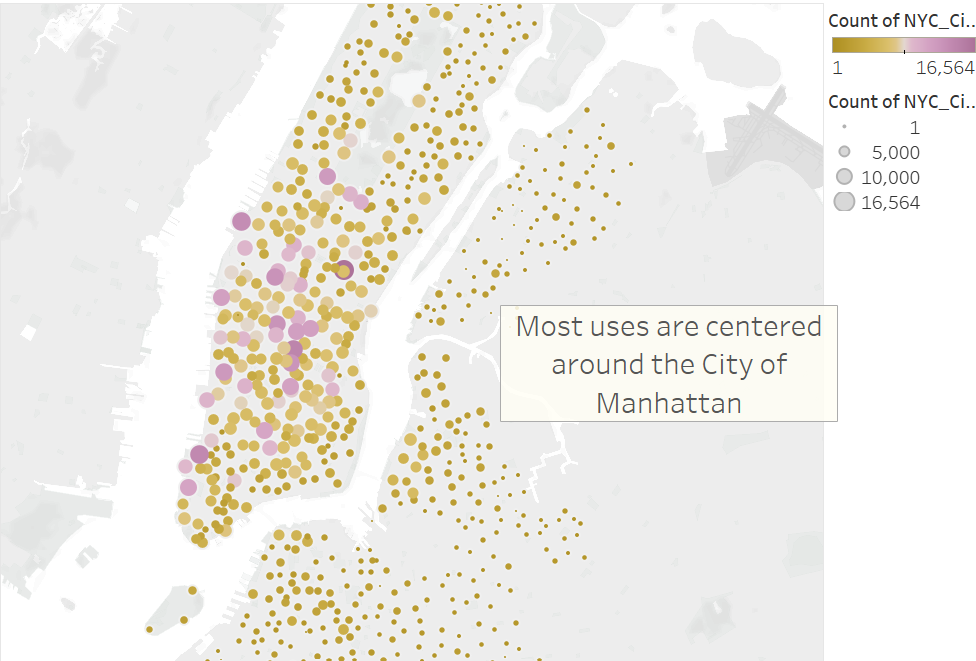 Count of NYC_Ci..
1 16,564
Count of NYC_Ci..
1
5,000
10,000
16,564
Most uses are centered
around the City of
Manhattan